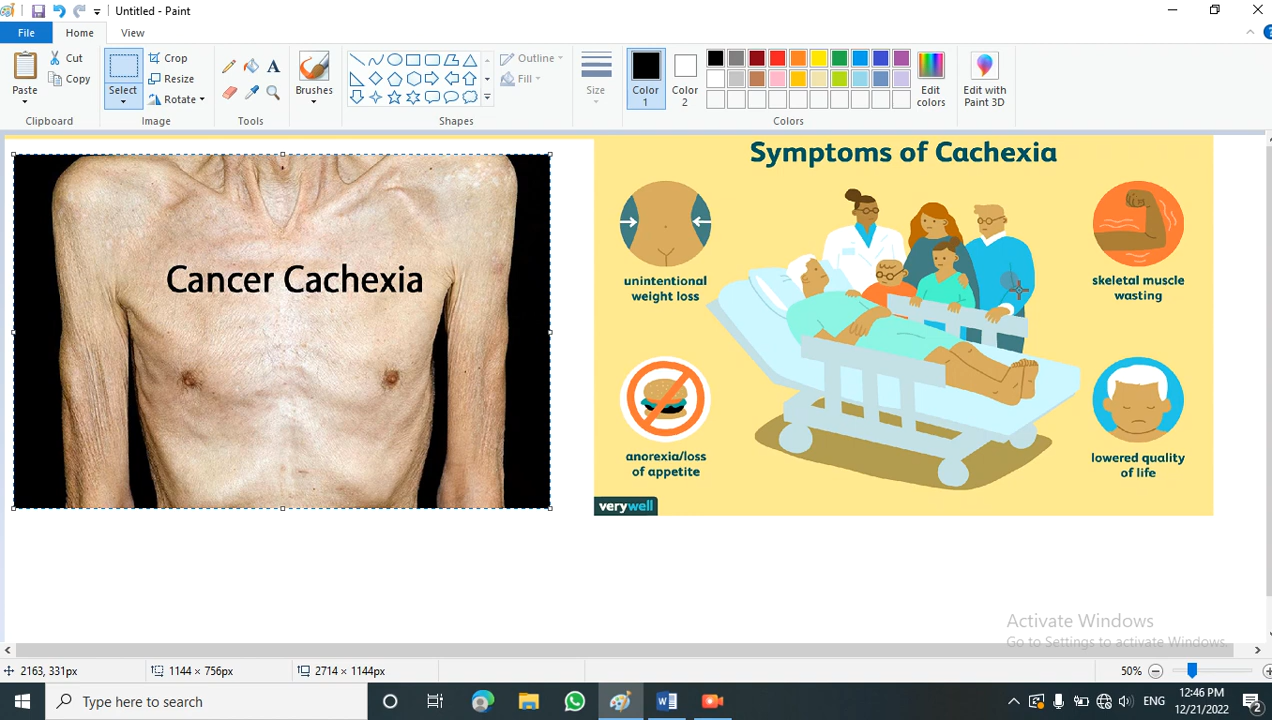 Untitled - Paint
File
Home
View
Paste
Cut
Copy
Clipboard
Select
Crop
Resize
Rotate
Image
A
Tools
Brushes
Shapes
Outline
Fill
Size
Color
1
Color
2
Edit
colors
Colors
Edit with
Paint 3D
Cancer Cachexia
Symptoms of Cachexia
unintentional
weight loss
skeletal muscle
wasting
anorexia/loss
of appetite
lowered quality
of life
verywell
Activate Windows
Go to Settings to activate Windows.
2163, 331px
1144 × 756px
2714 × 1144px
50%
Type here to search
ENG
12:46 PM
12/21/2022
2